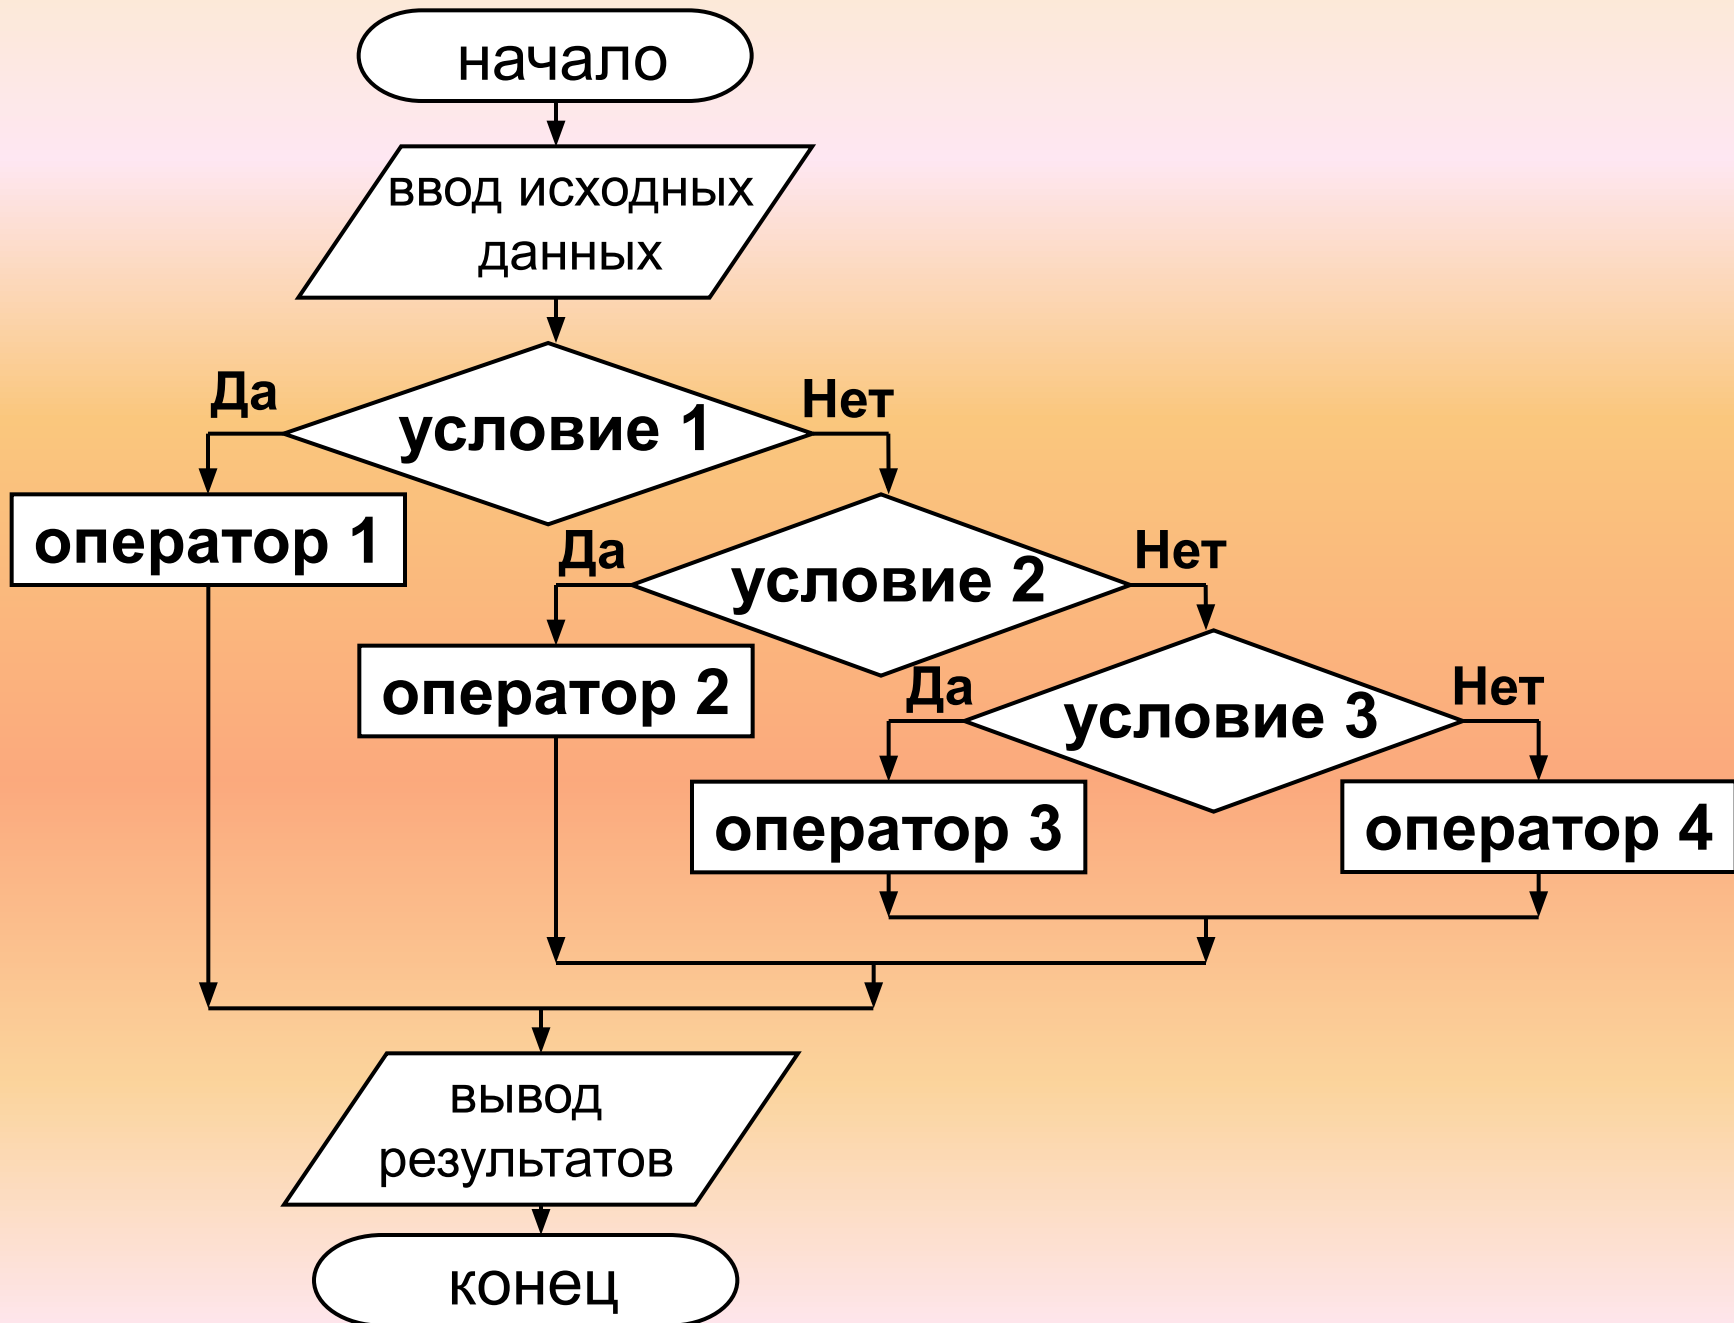 начало
ввод исходных
данных
Да
условие 1
Нет
оператор 1
Да
условие 2
Нет
оператор 2
Да
условие 3
Нет
оператор 3
оператор 4
вывод
результатов
конец